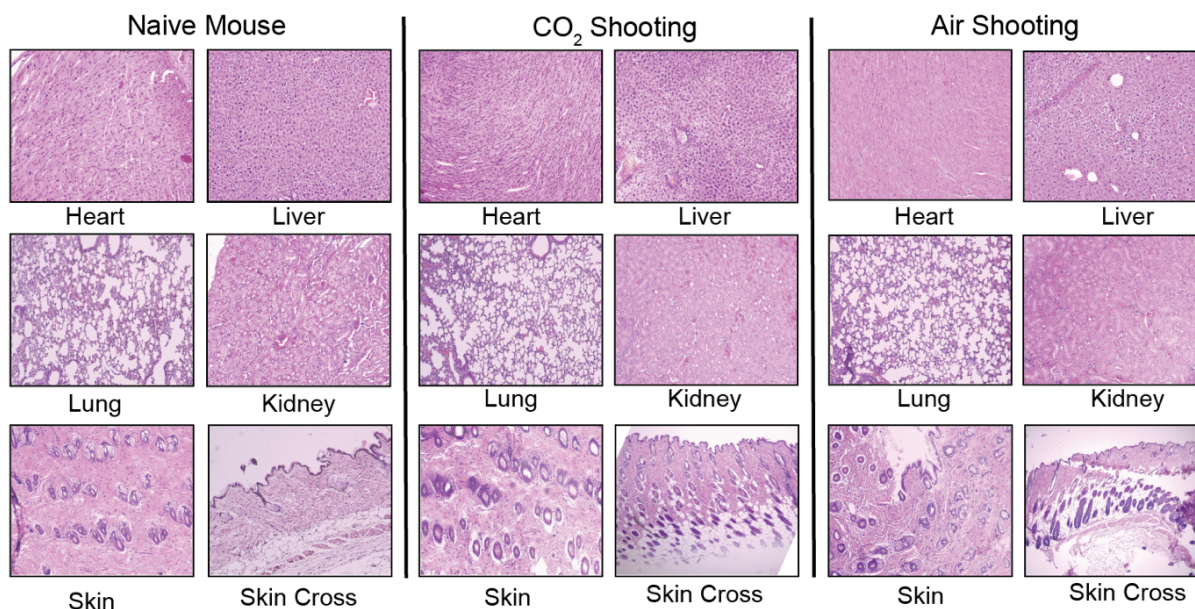 Naive Mouse
CO₂ Shooting
Air Shooting
Heart
Liver
Heart
Liver
Heart
Liver
Lung
Kidney
Lung
Kidney
Lung
Kidney
Skin
Skin Cross
Skin
Skin Cross
Skin
Skin Cross